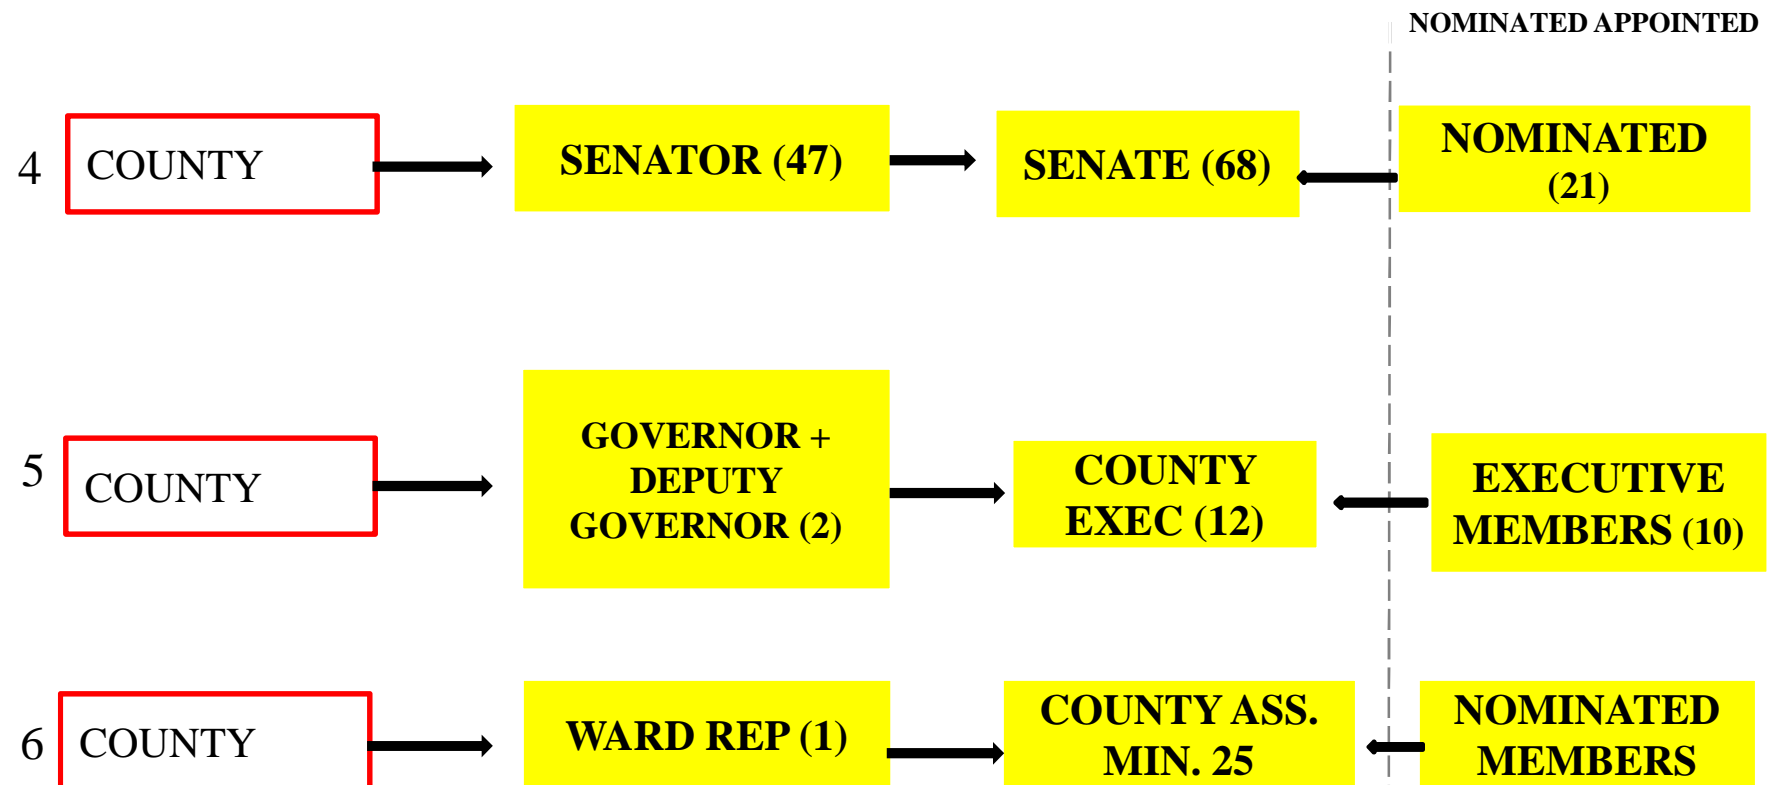 NOMINATED APPOINTED
4
COUNTY
SENATOR (47)
SENATE (68)
NOMINATED
(21)
5
COUNTY
GOVERNOR +
DEPUTY
GOVERNOR (2)
COUNTY
EXEC (12)
EXECUTIVE
MEMBERS (10)
6
COUNTY
WARD REP (1)
COUNTY ASS.
MIN. 25
NOMINATED
MEMBERS